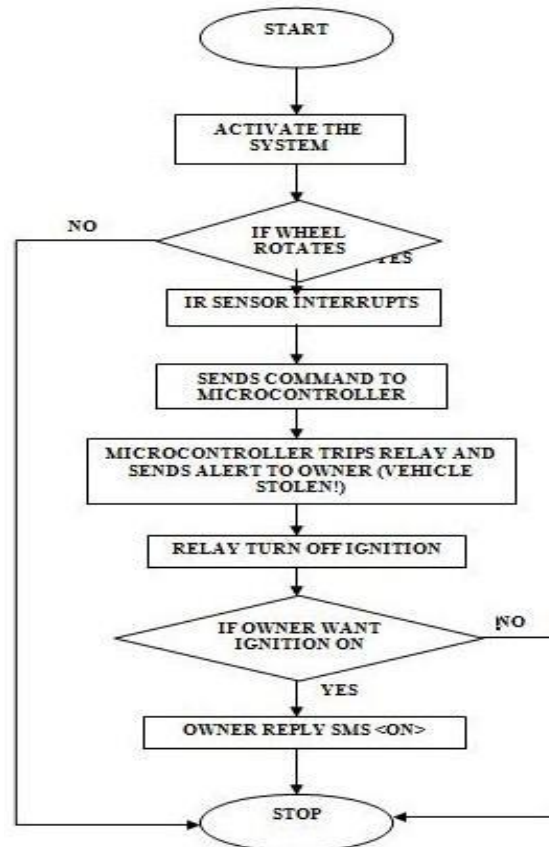 START
ACTIVATE THE
SYSTEM
NO
IF WHEEL
ROTATES
YES
IR SENSOR INTERRUPTS
SENDS COMMAND TO
MICROCONTROLLER
MICROCONTROLLER TRIPS RELAY AND
SENDS ALERT TO OWNER (VEHICLE
STOLEN!)
RELAY TURN OFF IGNITION
IF OWNER WANT
IGNITION ON
NO
YES
OWNER REPLY SMS <ON>
STOP